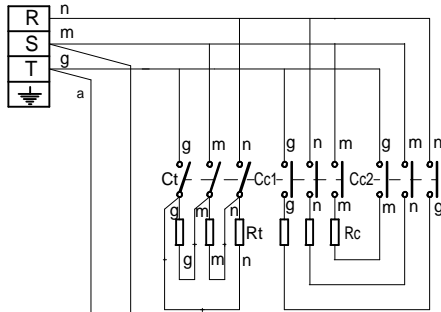 R n
S m
T g
a
g m n g n m g m n
Ct Cc1 Cc2
g m n g n m m n g
Rt Rc
g m n